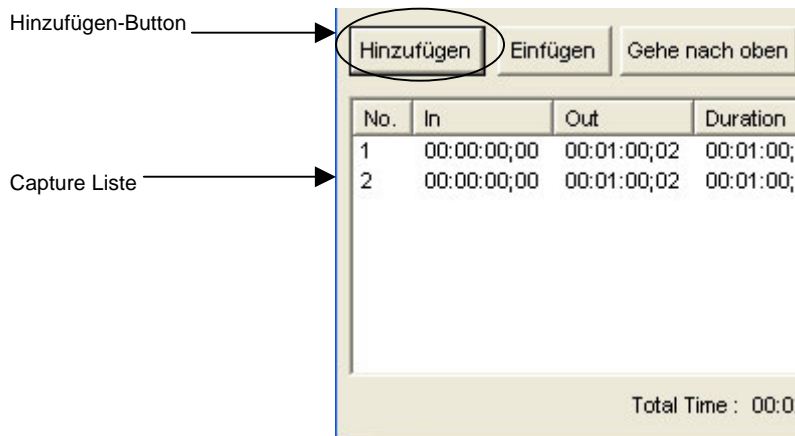 Hinzufügen-Button
Hinzufügen Einfügen Gehe nach oben
No. In Out Duration
1 00:00:00;00 00:01:00;02 00:01:00;
Capture Liste
2 00:00:00;00 00:01:00;02 00:01:00;
Total Time : 00:0